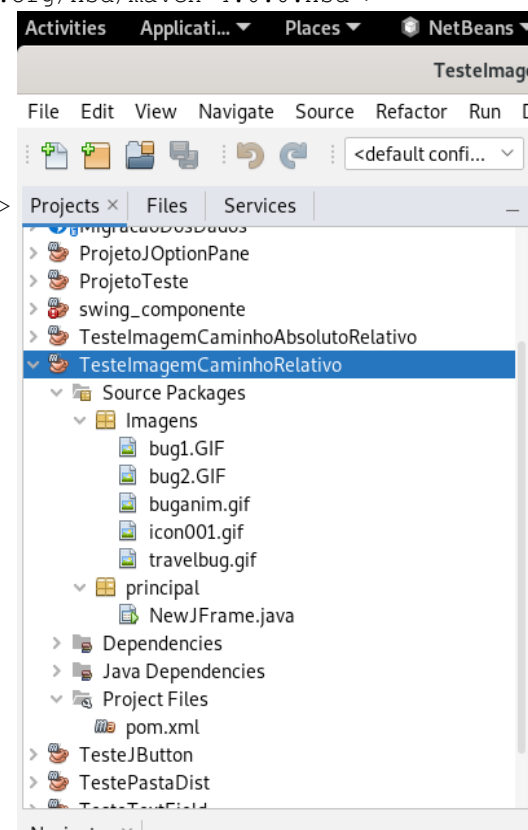 Activities Applicati... Places NetBeans
TesteImag
File Edit View Navigate Source Refactor Run
<default confi...
> Projects × Files Services
MigracaoDosDados
ProjetoJOptionPane
ProjetoTeste
swing_componente
TesteImagemCaminhoAbsolutoRelativo
TesteImagemCaminhoRelativo
Source Packages
Imagens
bug1.GIF
bug2.GIF
buganim.gif
icon001.gif
travelbug.gif
principal
NewJFrame.java
Dependencies
Java Dependencies
Project Files
pom.xml
TesteJButton
TestePastaDist
TesteTextField